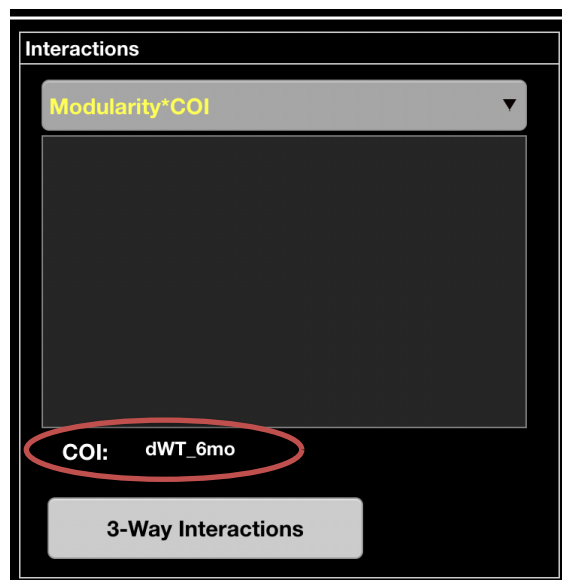 Interactions
Modularity*COI
COI: dWT_6mo
3-Way Interactions